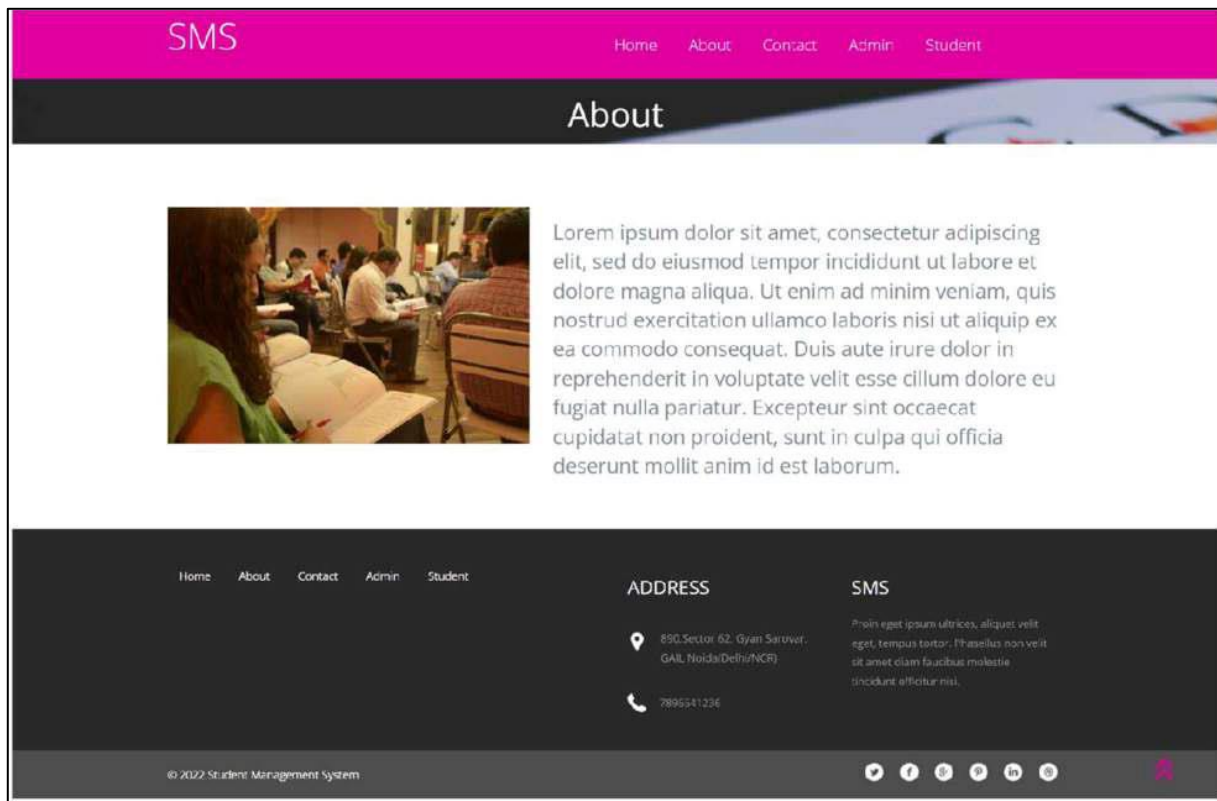 SMS
Home About Contact Admin Student
About
Lorem ipsum dolor sit amet, consectetur adipiscing
elit, sed do eiusmod tempor incididunt ut labore et
dolore magna aliqua. Ut enim ad minim veniam, quis
nostrud exercitation ullamco laboris nisi ut aliquip ex
ea commodo consequat. Duis aute irure dolor in
reprehenderit in voluptate velit esse cillum dolore eu
fugiat nulla pariatur. Excepteur sint occaecat
cupidatat non proident, sunt in culpa qui officia
deserunt mollit anim id est laborum.
Home About Contact Admin Student
ADDRESS
890,Sector 62, Gyan Sarovar,
GAIL Noida(Delhi/NCR)
7896541236
SMS
Proin eget ipsum ultrices, aliquet velit
eget, tempus tortor. Phasellus non velit
sit amet diam faucibus molestie
tincidunt efficitur nisi.
© 2022 Student Management System